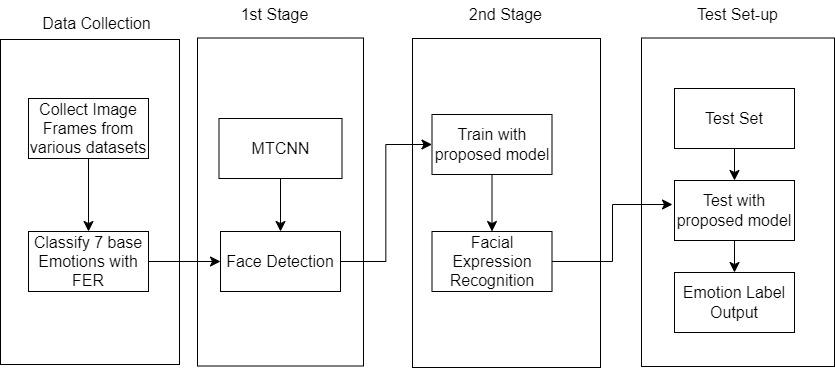 Data Collection
1st Stage
2nd Stage
Test Set-up
Collect Image
Frames from
various datasets
Classify 7 base
Emotions with
FER
MTCNN
Face Detection
Train with
proposed model
Facial
Expression
Recognition
Test Set
Test with
proposed model
Emotion Label
Output